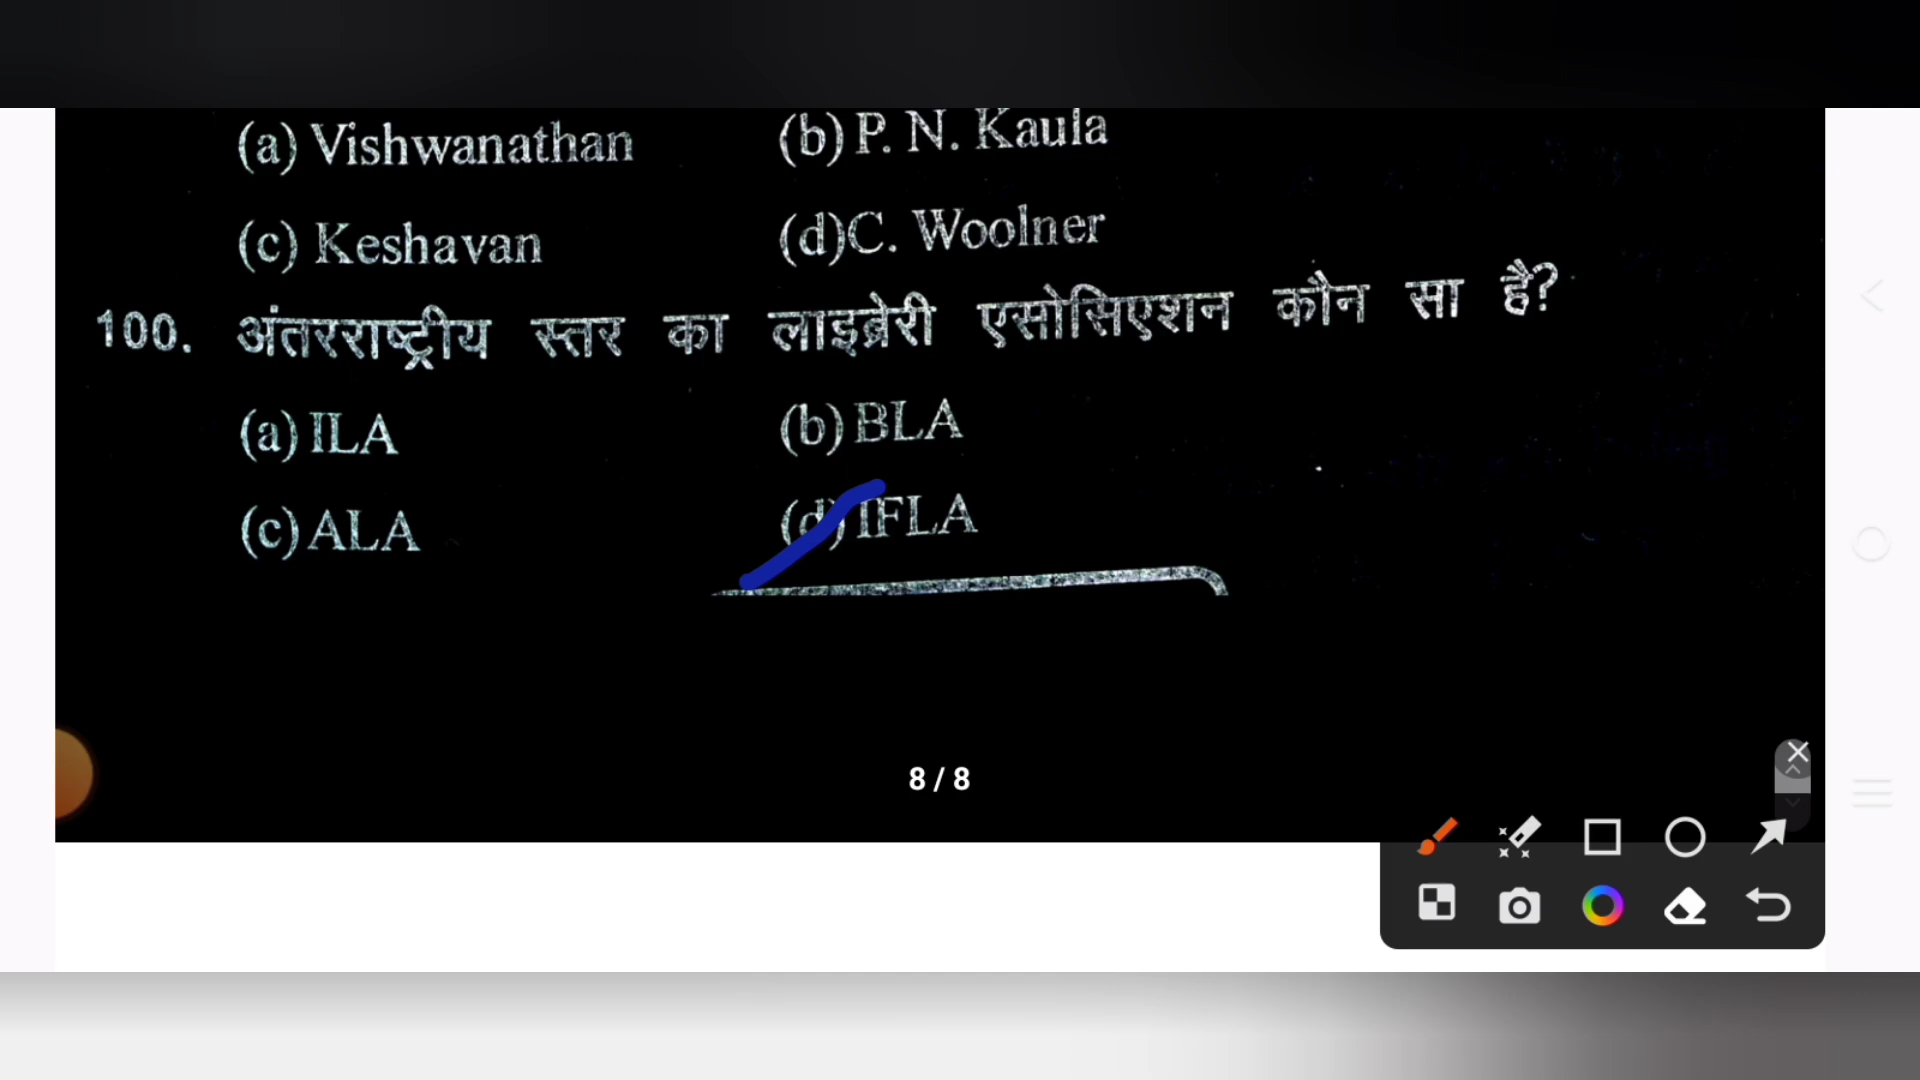 (a) Vishwanathan (b) P. N. Kaula
(c) Keshavan (d) C. Woolner
100. अंतरराष्ट्रीय स्तर का लाइब्रेरी एसोसिएशन कौन सा है?
(a) ILA (b) BLA
(c) ALA (d) IFLA
8 / 8